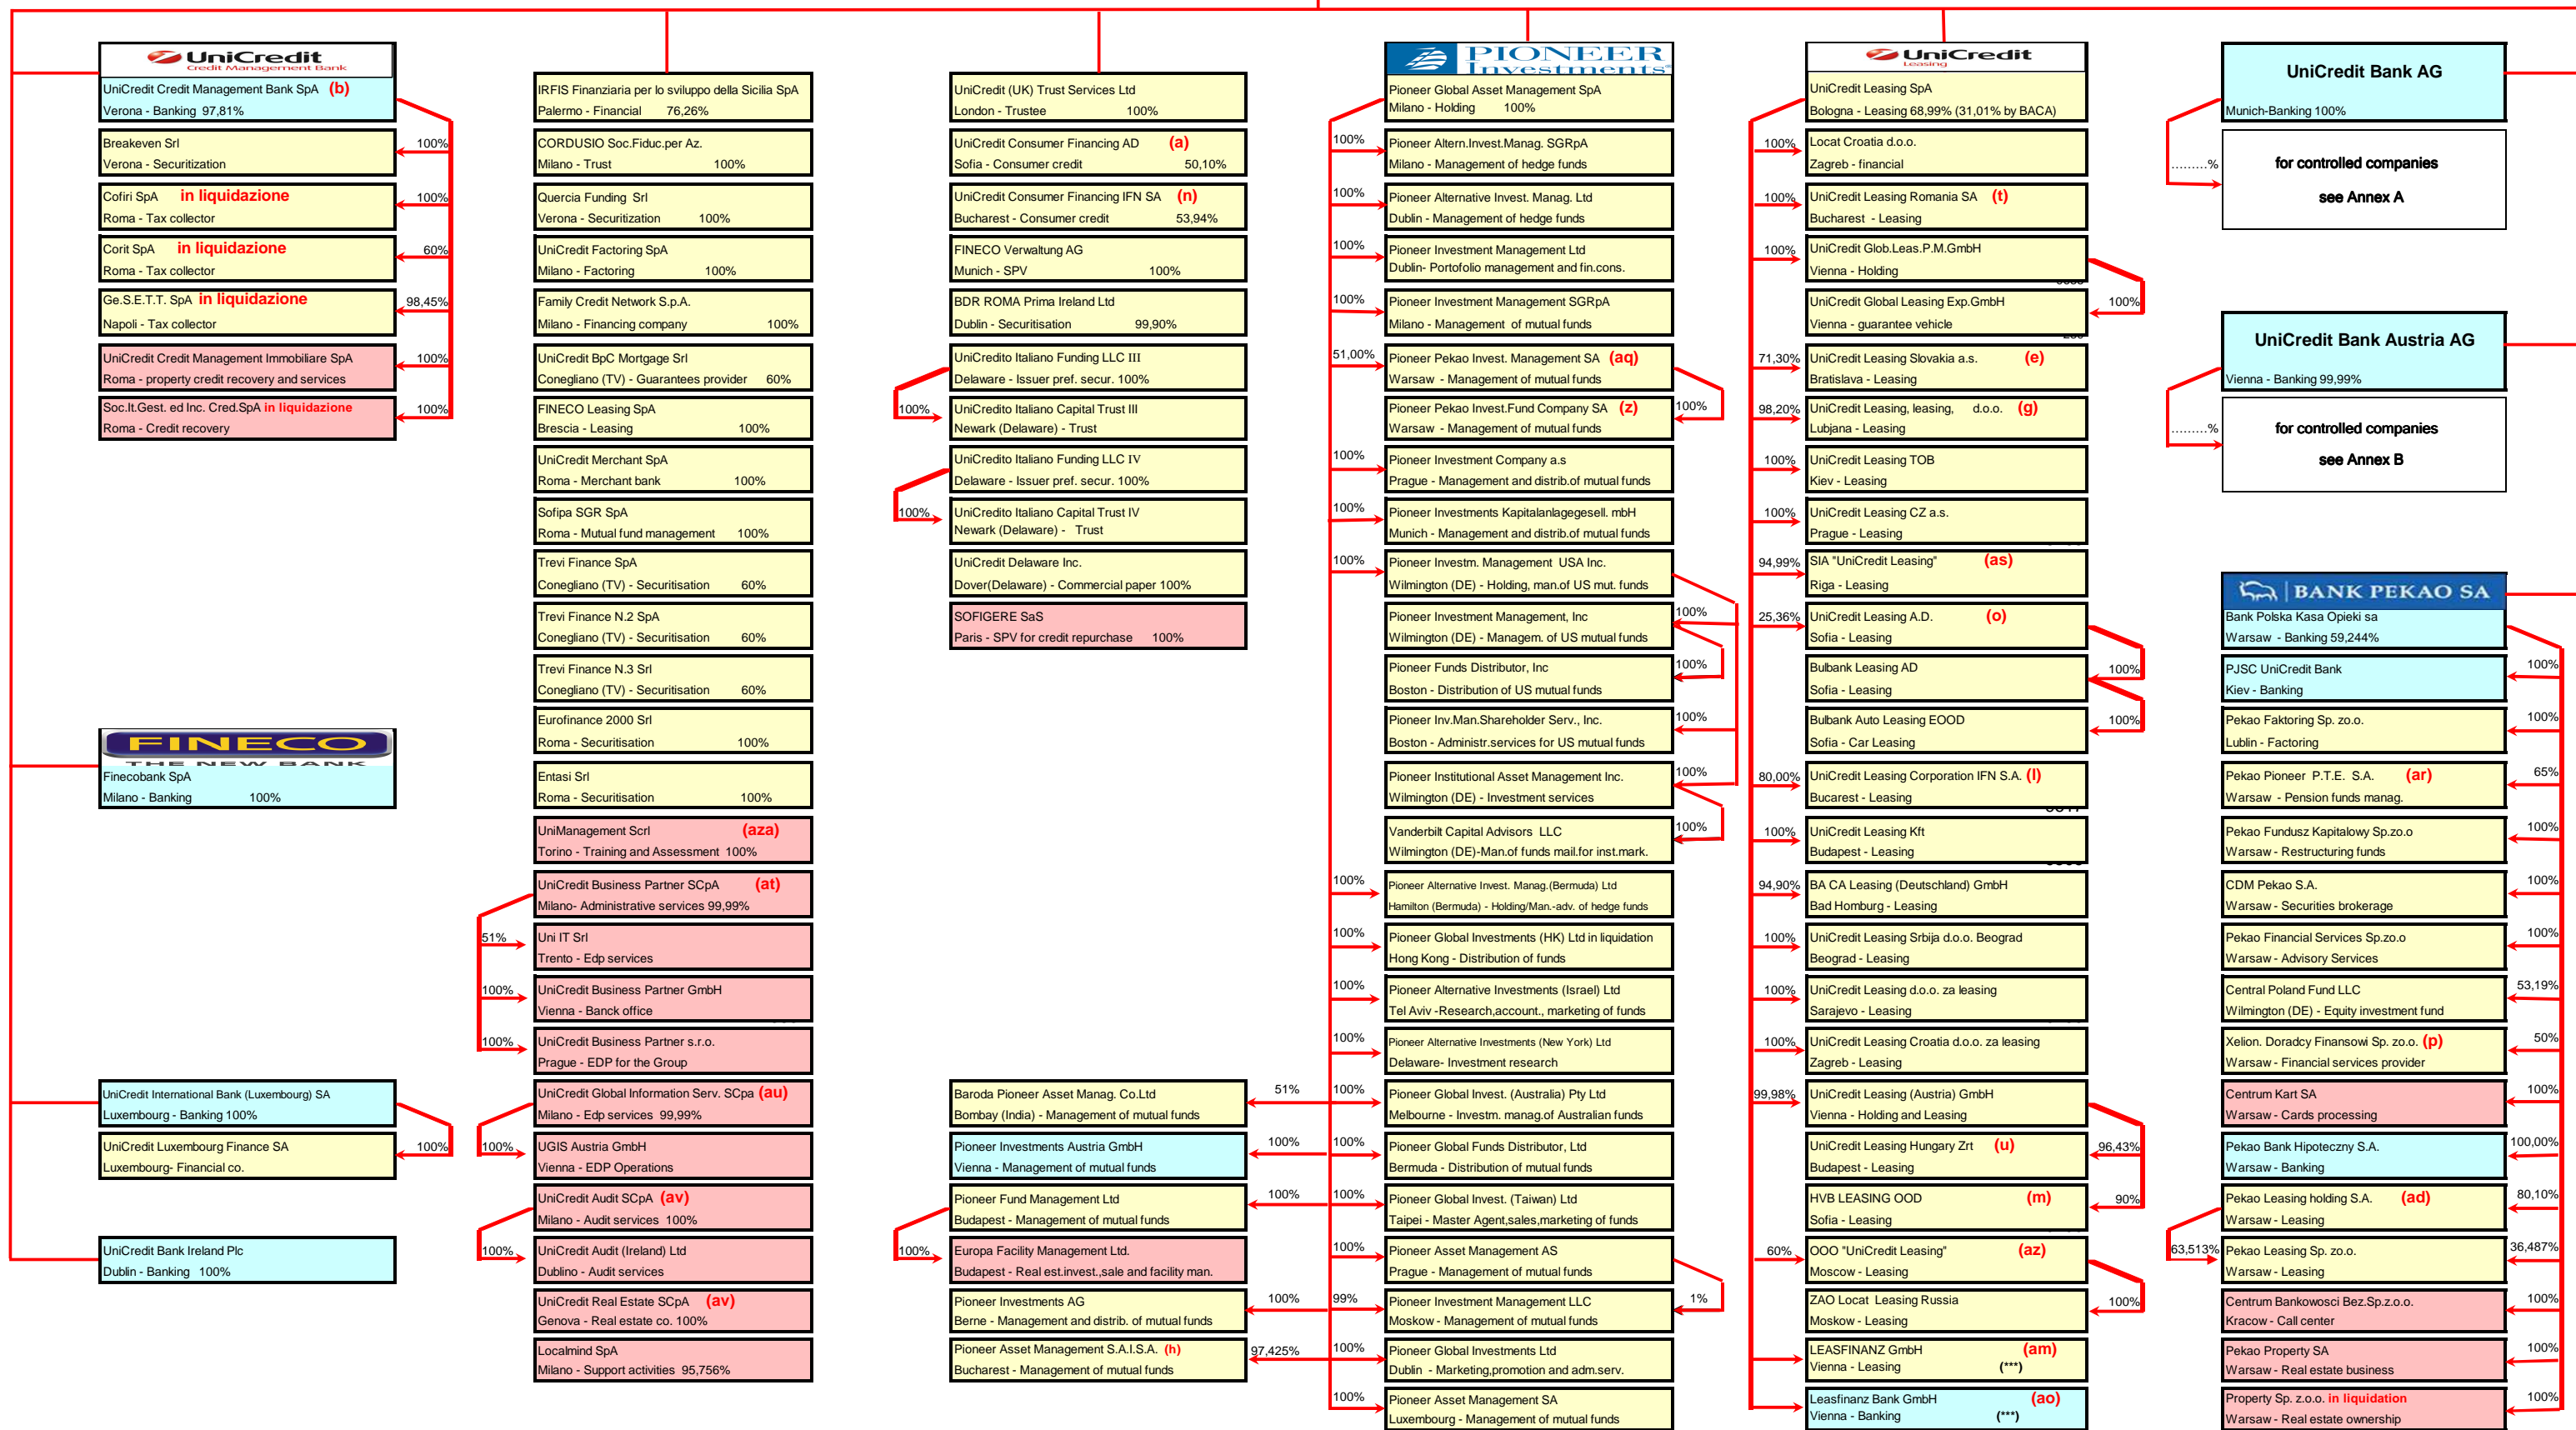 UniCredit
Credit Management Bank
UniCredit Credit Management Bank SpA (b)
Verona - Banking 97,81%
Breakeven Srl
Verona - Securitization
100%
Cofiri SpA in liquidazione
Roma - Tax collector
100%
Corit SpA in liquidazione
Roma - Tax collector
60%
Ge.S.E.T.T. SpA in liquidazione
Napoli - Tax collector
98,45%
UniCredit Credit Management Immobiliare SpA
Roma - property credit recovery and services
100%
Soc.It.Gest. ed Inc. Cred.SpA in liquidazione
Roma - Credit recovery
100%
FINECO
THE NEW BANK
Finecobank SpA
Milano - Banking 100%
UniCredit International Bank (Luxembourg) SA
Luxembourg - Banking 100%
UniCredit Luxembourg Finance SA
Luxembourg- Financial co.
100%
UniCredit Bank Ireland Plc
Dublin - Banking 100%
IRFIS Finanziaria per lo sviluppo della Sicilia SpA
Palermo - Financial 76,26%
CORDUSIO Soc.Fiduc.per Az.
Milano - Trust 100%
Quercia Funding Srl
Verona - Securitization 100%
UniCredit Factoring SpA
Milano - Factoring 100%
Family Credit Network S.p.A.
Milano - Financing company 100%
UniCredit BpC Mortgage Srl
Conegliano (TV) - Guarantees provider 60%
FINECO Leasing SpA
Brescia - Leasing 100%
UniCredit Merchant SpA
Roma - Merchant bank 100%
Sofipa SGR SpA
Roma - Mutual fund management 100%
Trevi Finance SpA
Conegliano (TV) - Securitisation 60%
Trevi Finance N.2 SpA
Conegliano (TV) - Securitisation 60%
Trevi Finance N.3 Srl
Conegliano (TV) - Securitisation 60%
Eurofinance 2000 Srl
Roma - Securitisation 100%
Entasi Srl
Roma - Securitisation 100%
UniManagement Scrl (aza)
Torino - Training and Assessment 100%
UniCredit Business Partner SCpA (at)
Milano- Administrative services 99,99%
51%
Uni IT Srl
Trento - Edp services
100%
UniCredit Business Partner GmbH
Vienna - Banck office
100%
UniCredit Business Partner s.r.o.
Prague - EDP for the Group
UniCredit Global Information Serv. SCpa (au)
Milano - Edp services 99,99%
100%
UGIS Austria GmbH
Vienna - EDP Operations
UniCredit Audit SCpA (av)
Milano - Audit services 100%
100%
UniCredit Audit (Ireland) Ltd
Dublino - Audit services
UniCredit Real Estate SCpA (av)
Genova - Real estate co. 100%
Localmind SpA
Milano - Support activities 95,756%
UniCredit (UK) Trust Services Ltd
London - Trustee 100%
UniCredit Consumer Financing AD (a)
Sofia - Consumer credit 50,10%
UniCredit Consumer Financing IFN SA (n)
Bucharest - Consumer credit 53,94%
FINECO Verwaltung AG
Munich - SPV 100%
BDR ROMA Prima Ireland Ltd
Dublin - Securitisation 99,90%
UniCredito Italiano Funding LLC III
Delaware - Issuer pref. secur. 100%
100%
UniCredito Italiano Capital Trust III
Newark (Delaware) - Trust
UniCredito Italiano Funding LLC IV
Delaware - Issuer pref. secur. 100%
100%
UniCredito Italiano Capital Trust IV
Newark (Delaware) - Trust
UniCredit Delaware Inc.
Dover(Delaware) - Commercial paper 100%
SOFIGERE SaS
Paris - SPV for credit repurchase 100%
Baroda Pioneer Asset Manag. Co.Ltd
Bombay (India) - Management of mutual funds
51%
Pioneer Investments Austria GmbH
Vienna - Management of mutual funds
100%
Pioneer Fund Management Ltd
Budapest - Management of mutual funds
100%
100%
Europa Facility Management Ltd.
Budapest - Real est.invest.,sale and facility man.
Pioneer Investments AG
Berne - Management and distrib. of mutual funds
100%
Pioneer Asset Management S.A.I.S.A. (h)
Bucharest - Management of mutual funds
97,425%
PIONEER
Investments
Pioneer Global Asset Management SpA
Milano - Holding 100%
100%
Pioneer Altern.Invest.Manag. SGRpA
Milano - Management of hedge funds
100%
Pioneer Alternative Invest. Manag. Ltd
Dublin - Management of hedge funds
100%
Pioneer Investment Management Ltd
Dublin- Portofolio management and fin.cons.
100%
Pioneer Investment Management SGRpA
Milano - Management of mutual funds
51,00%
Pioneer Pekao Invest. Management SA (aq)
Warsaw - Management of mutual funds
Pioneer Pekao Invest.Fund Company SA (z)
Warsaw - Management of mutual funds
100%
100%
Pioneer Investment Company a.s
Prague - Management and distrib.of mutual funds
100%
Pioneer Investments Kapitalanlagegesell. mbH
Munich - Management and distrib.of mutual funds
100%
Pioneer Investm. Management USA Inc.
Wilmington (DE) - Holding, man.of US mut. funds
Pioneer Investment Management, Inc
Wilmington (DE) - Managem. of US mutual funds
100%
Pioneer Funds Distributor, Inc
Boston - Distribution of US mutual funds
100%
Pioneer Inv.Man.Shareholder Serv., Inc.
Boston - Administr.services for US mutual funds
100%
Pioneer Institutional Asset Management Inc.
Wilmington (DE) - Investment services
100%
Vanderbilt Capital Advisors LLC
Wilmington (DE)-Man.of funds mail.for inst.mark.
100%
100%
Pioneer Alternative Invest. Manag.(Bermuda) Ltd
Hamilton (Bermuda) - Holding/Man.-adv. of hedge funds
100%
Pioneer Global Investments (HK) Ltd in liquidation
Hong Kong - Distribution of funds
100%
Pioneer Alternative Investments (Israel) Ltd
Tel Aviv -Research,account., marketing of funds
100%
Pioneer Alternative Investments (New York) Ltd
Delaware- Investment research
100%
Pioneer Global Invest. (Australia) Pty Ltd
Melbourne - Investm. manag.of Australian funds
100%
Pioneer Global Funds Distributor, Ltd
Bermuda - Distribution of mutual funds
100%
Pioneer Global Invest. (Taiwan) Ltd
Taipei - Master Agent,sales,marketing of funds
100%
Pioneer Asset Management AS
Prague - Management of mutual funds
99%
Pioneer Investment Management LLC
Moskow - Management of mutual funds
1%
100%
Pioneer Global Investments Ltd
Dublin - Marketing,promotion and adm.serv.
100%
Pioneer Asset Management SA
Luxembourg - Management of mutual funds
UniCredit
Leasing
UniCredit Leasing SpA
Bologna - Leasing 68,99% (31,01% by BACA)
100%
Locat Croatia d.o.o.
Zagreb - financial
100%
UniCredit Leasing Romania SA (t)
Bucharest - Leasing
100%
UniCredit Glob.Leas.P.M.GmbH
Vienna - Holding
UniCredit Global Leasing Exp.GmbH
Vienna - guarantee vehicle
100%
71,30%
UniCredit Leasing Slovakia a.s. (e)
Bratislava - Leasing
98,20%
UniCredit Leasing, leasing, d.o.o. (g)
Lubjana - Leasing
100%
UniCredit Leasing TOB
Kiev - Leasing
100%
UniCredit Leasing CZ a.s.
Prague - Leasing
94,99%
SIA "UniCredit Leasing" (as)
Riga - Leasing
25,36%
UniCredit Leasing A.D. (o)
Sofia - Leasing
Bulbank Leasing AD
Sofia - Leasing
100%
Bulbank Auto Leasing EOOD
Sofia - Car Leasing
100%
80,00%
UniCredit Leasing Corporation IFN S.A. (l)
Bucarest - Leasing
100%
UniCredit Leasing Kft
Budapest - Leasing
94,90%
BA CA Leasing (Deutschland) GmbH
Bad Homburg - Leasing
100%
UniCredit Leasing Srbija d.o.o. Beograd
Beograd - Leasing
100%
UniCredit Leasing d.o.o. za leasing
Sarajevo - Leasing
100%
UniCredit Leasing Croatia d.o.o. za leasing
Zagreb - Leasing
99,98%
UniCredit Leasing (Austria) GmbH
Vienna - Holding and Leasing
UniCredit Leasing Hungary Zrt (u)
Budapest - Leasing
96,43%
HVB LEASING OOD (m)
Sofia - Leasing
90%
60%
OOO "UniCredit Leasing" (az)
Moscow - Leasing
ZAO Locat Leasing Russia
Moskow - Leasing
100%
LEASFINANZ GmbH (am)
Vienna - Leasing (***)
Leasfinanz Bank GmbH (ao)
Vienna - Banking (***)
UniCredit Bank AG
Munich-Banking 100%
.........%
for controlled companies
see Annex A
UniCredit Bank Austria AG
Vienna - Banking 99,99%
.........%
for controlled companies
see Annex B
BANK PEKAO SA
Bank Polska Kasa Opieki sa
Warsaw - Banking 59,244%
PJSC UniCredit Bank
Kiev - Banking
100%
Pekao Faktoring Sp. zo.o.
Lublin - Factoring
100%
Pekao Pioneer P.T.E. S.A. (ar)
Warsaw - Pension funds manag.
65%
Pekao Fundusz Kapitalowy Sp.zo.o
Warsaw - Restructuring funds
100%
CDM Pekao S.A.
Warsaw - Securities brokerage
100%
Pekao Financial Services Sp.zo.o
Warsaw - Advisory Services
100%
Central Poland Fund LLC
Wilmington (DE) - Equity investment fund
53,19%
Xelion. Doradcy Finansowi Sp. zo.o. (p)
Warsaw - Financial services provider
50%
Centrum Kart SA
Warsaw - Cards processing
100%
Pekao Bank Hipoteczny S.A.
Warsaw - Banking
100,00%
Pekao Leasing holding S.A. (ad)
Warsaw - Leasing
80,10%
63,513%
Pekao Leasing Sp. zo.o.
Warsaw - Leasing
36,487%
Centrum Bankowosci Bez.Sp.z.o.o.
Kracow - Call center
100%
Pekao Property SA
Warsaw - Real estate business
100%
Property Sp. z.o.o. in liquidation
Warsaw - Real estate ownership
100%